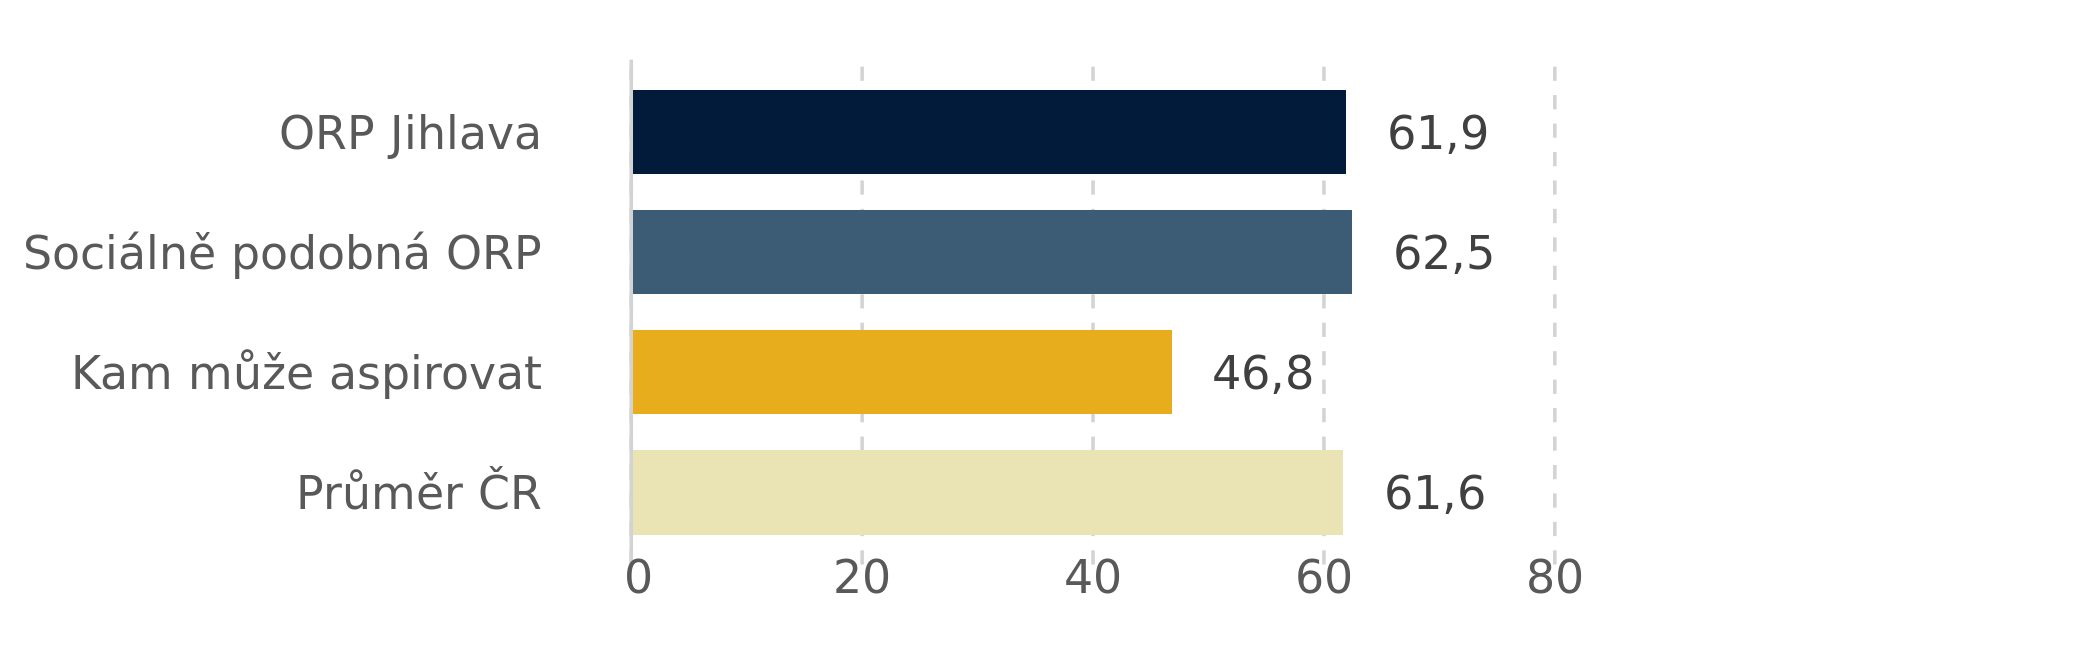 ORP Jihlava 61,9
Sociálně podobná ORP 62,5
Kam může aspirovat 46,8
Průměr ČR 61,6
0 20 40 60 80